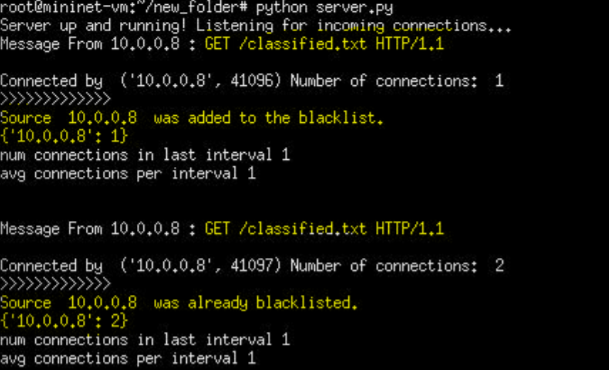 root@mininet-vm:~/new_folder# python server.py
Server up and running! Listening for incoming connections...
Message From 10.0.0.8 : GET /classified.txt HTTP/1.1
Connected by  ('10.0.0.8', 41096) Number of connections:  1
>>>>>>>>>>>>>
Source  10.0.0.8  was added to the blacklist.
{'10.0.0.8': 1}
num connections in last interval 1
avg connections per interval 1
Message From 10.0.0.8 : GET /classified.txt HTTP/1.1
Connected by  ('10.0.0.8', 41097) Number of connections:  2
>>>>>>>>>>>>>
Source  10.0.0.8  was already blacklisted.
{'10.0.0.8': 2}
num connections in last interval 1
avg connections per interval 1